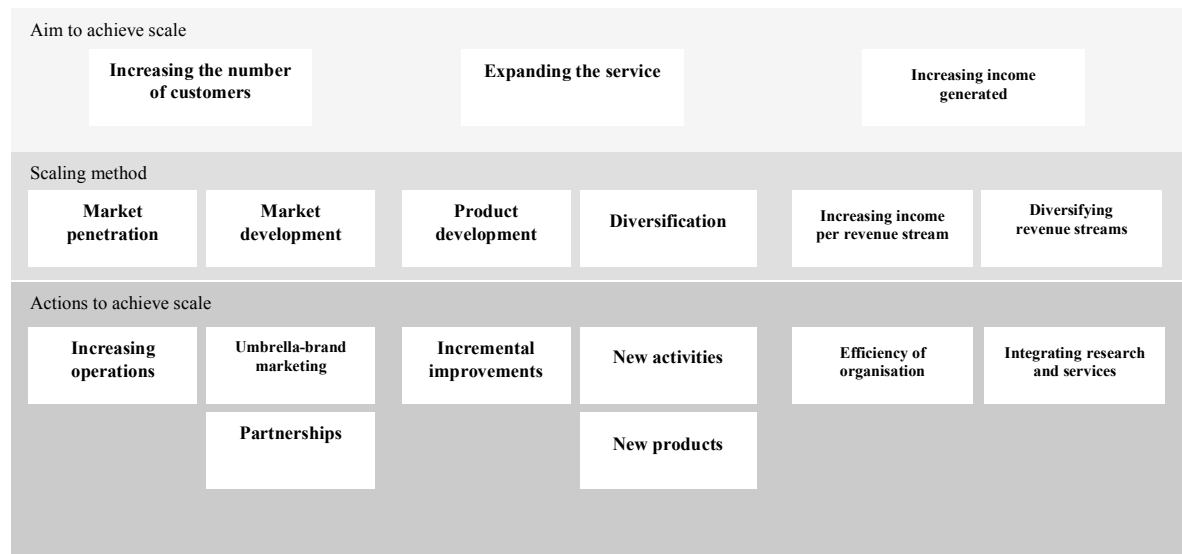 Aim to achieve scale
Increasing the number
of customers
Expanding the service
Increasing income
generated
Scaling method
Market
penetration
Market
development
Product
development
Diversification
Increasing income
per revenue stream
Diversifying
revenue streams
Actions to achieve scale
Increasing
operations
Umbrella-brand
marketing
Incremental
improvements
New activities
Efficiency of
organisation
Integrating research
and services
Partnerships
New products